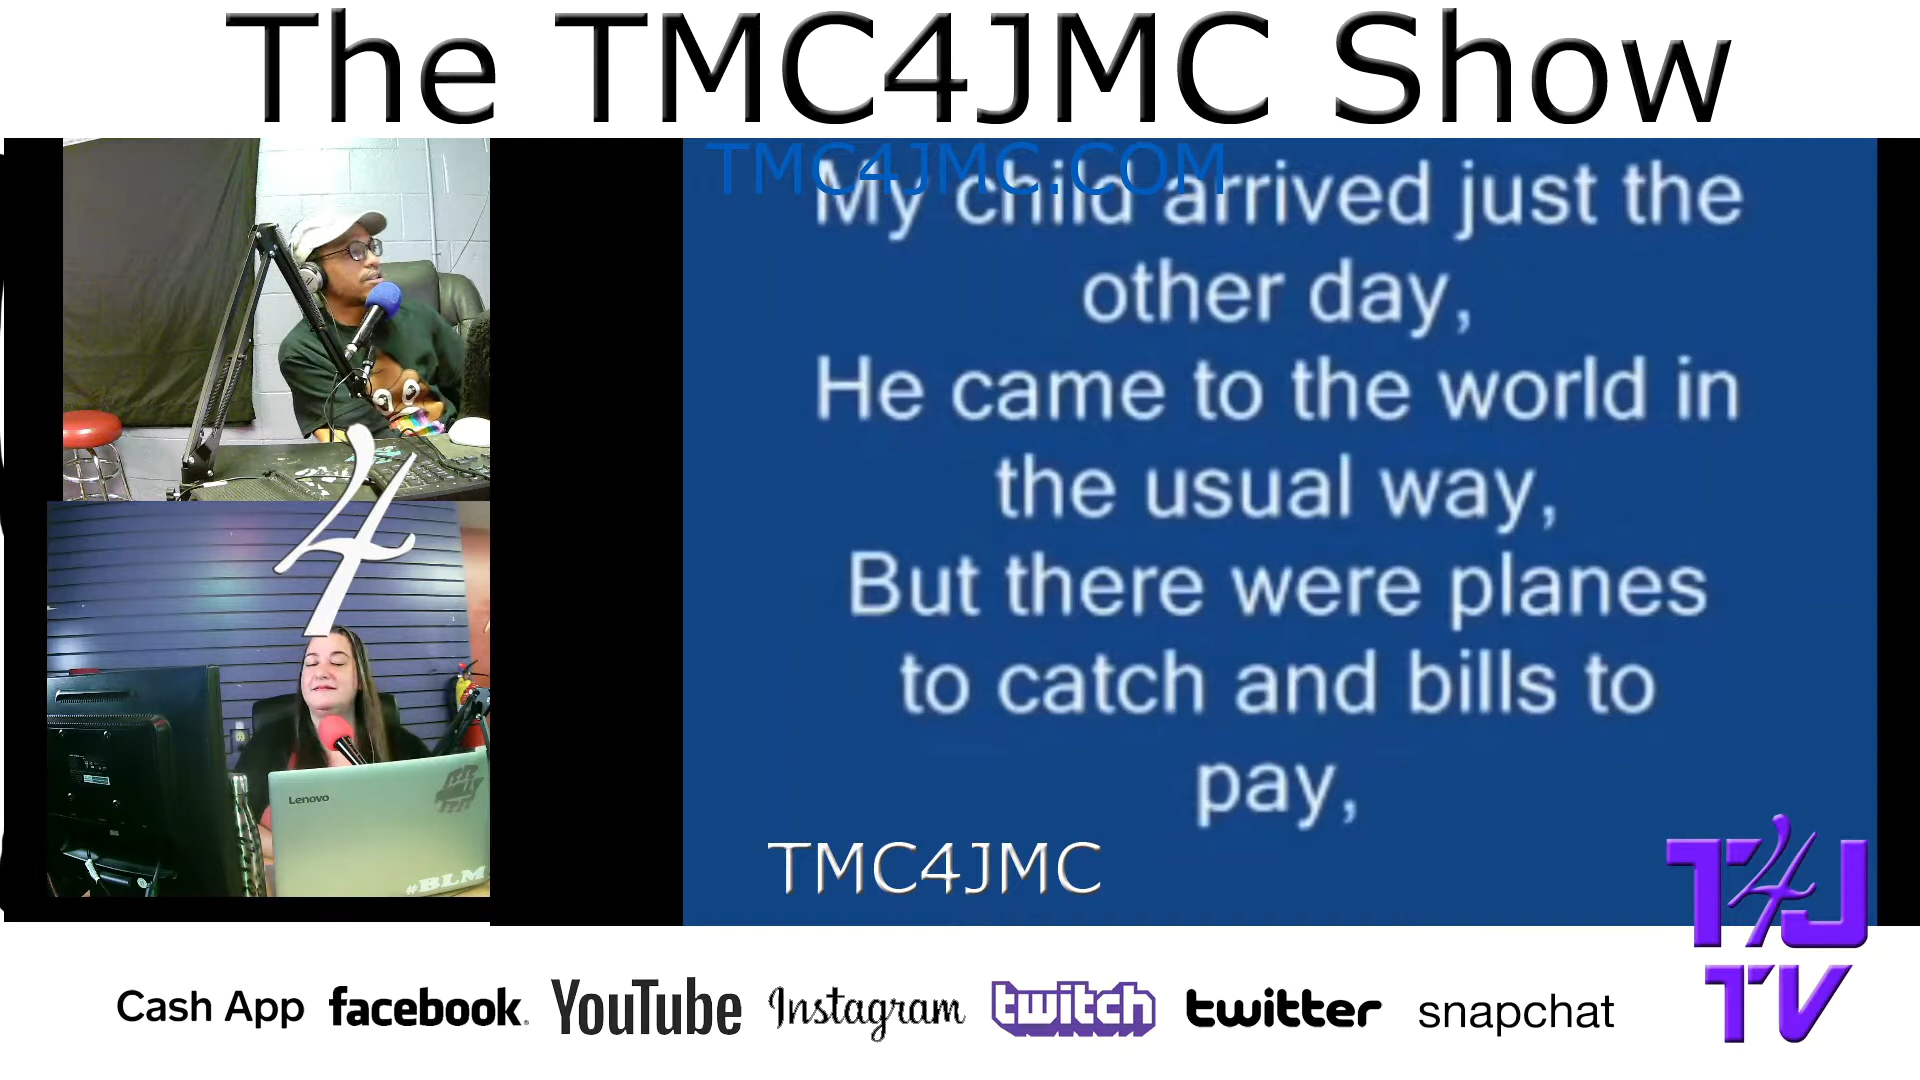 The TMC4JMC Show
TMC4JMC.COM
My child arrived just the
other day,
He came to the world in
the usual way,
But there were planes
to catch and bills to
pay,
TMC4JMC
4
Lenovo
#BLM
T4J
TV
Cash App facebook. YouTube Instagram twitch twitter snapchat